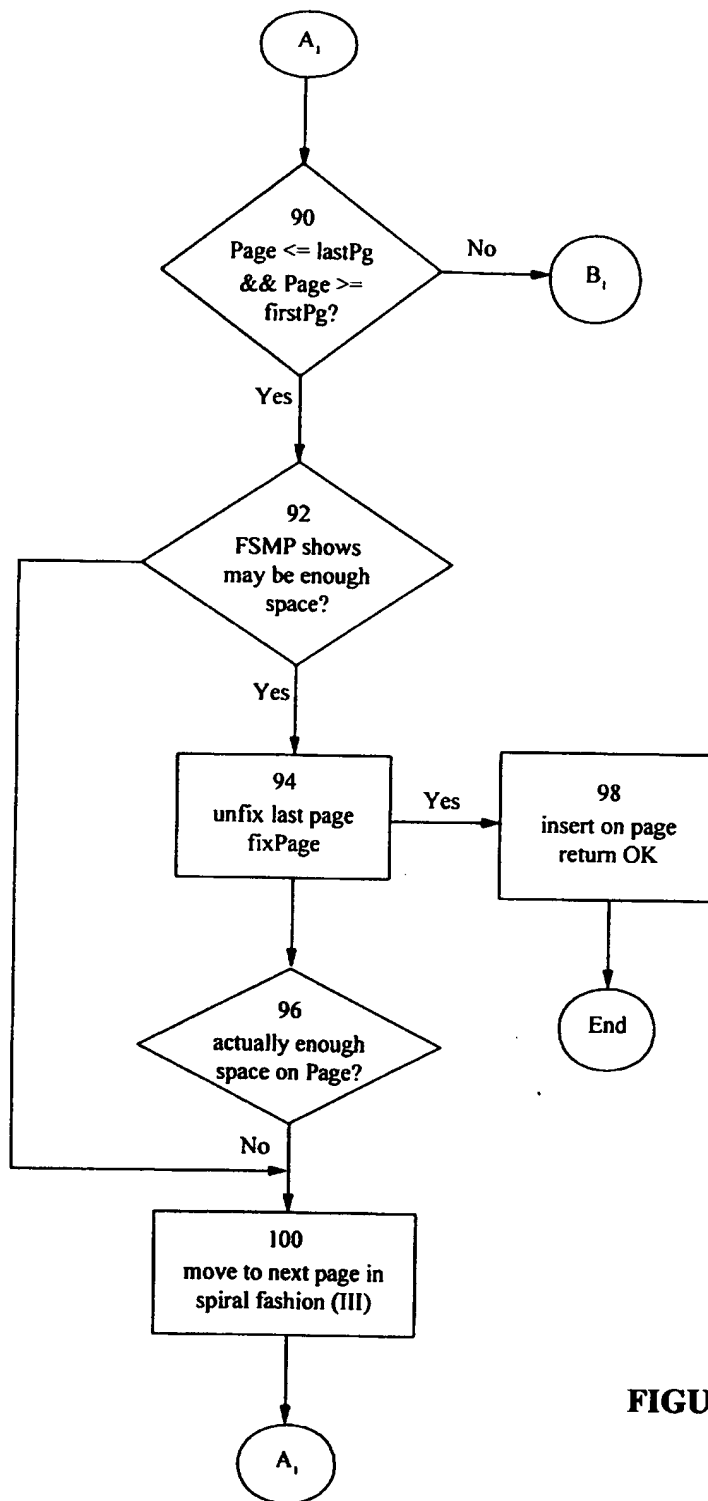 A₁
90
Page <= lastPg
&& Page >=
firstPg?
No
B₁
Yes
92
FSMP shows
may be enough
space?
Yes
94
unfix last page
fixPage
Yes
98
insert on page
return OK
End
96
actually enough
space on Page?
No
100
move to next page in
spiral fashion (III)
A₁
FIGU